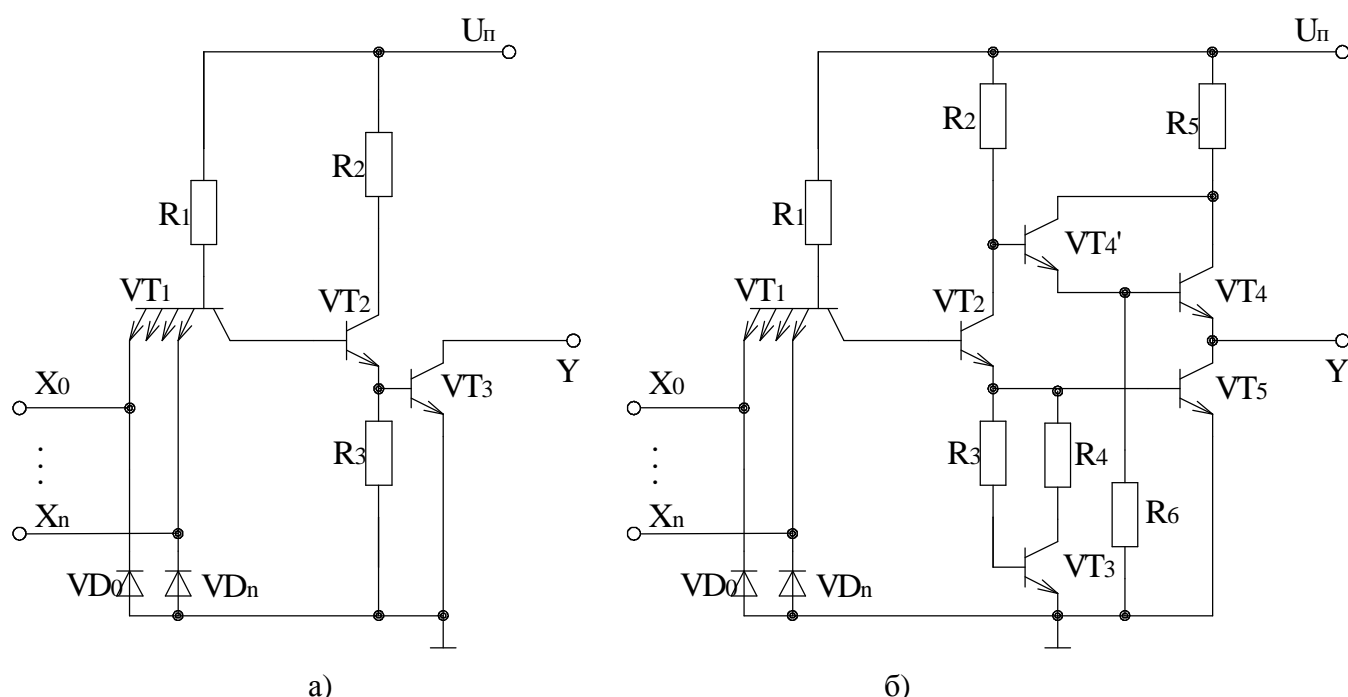 Uп
R2
R1
VT1
VT2
Y
X0
VT3
R3
Xn
VD0
VDn
а)
Uп
R2
R5
R1
VT4'
VT1
VT2
VT4
Y
X0
VT5
R3
R4
Xn
R6
VT3
VD0
VDn
б)